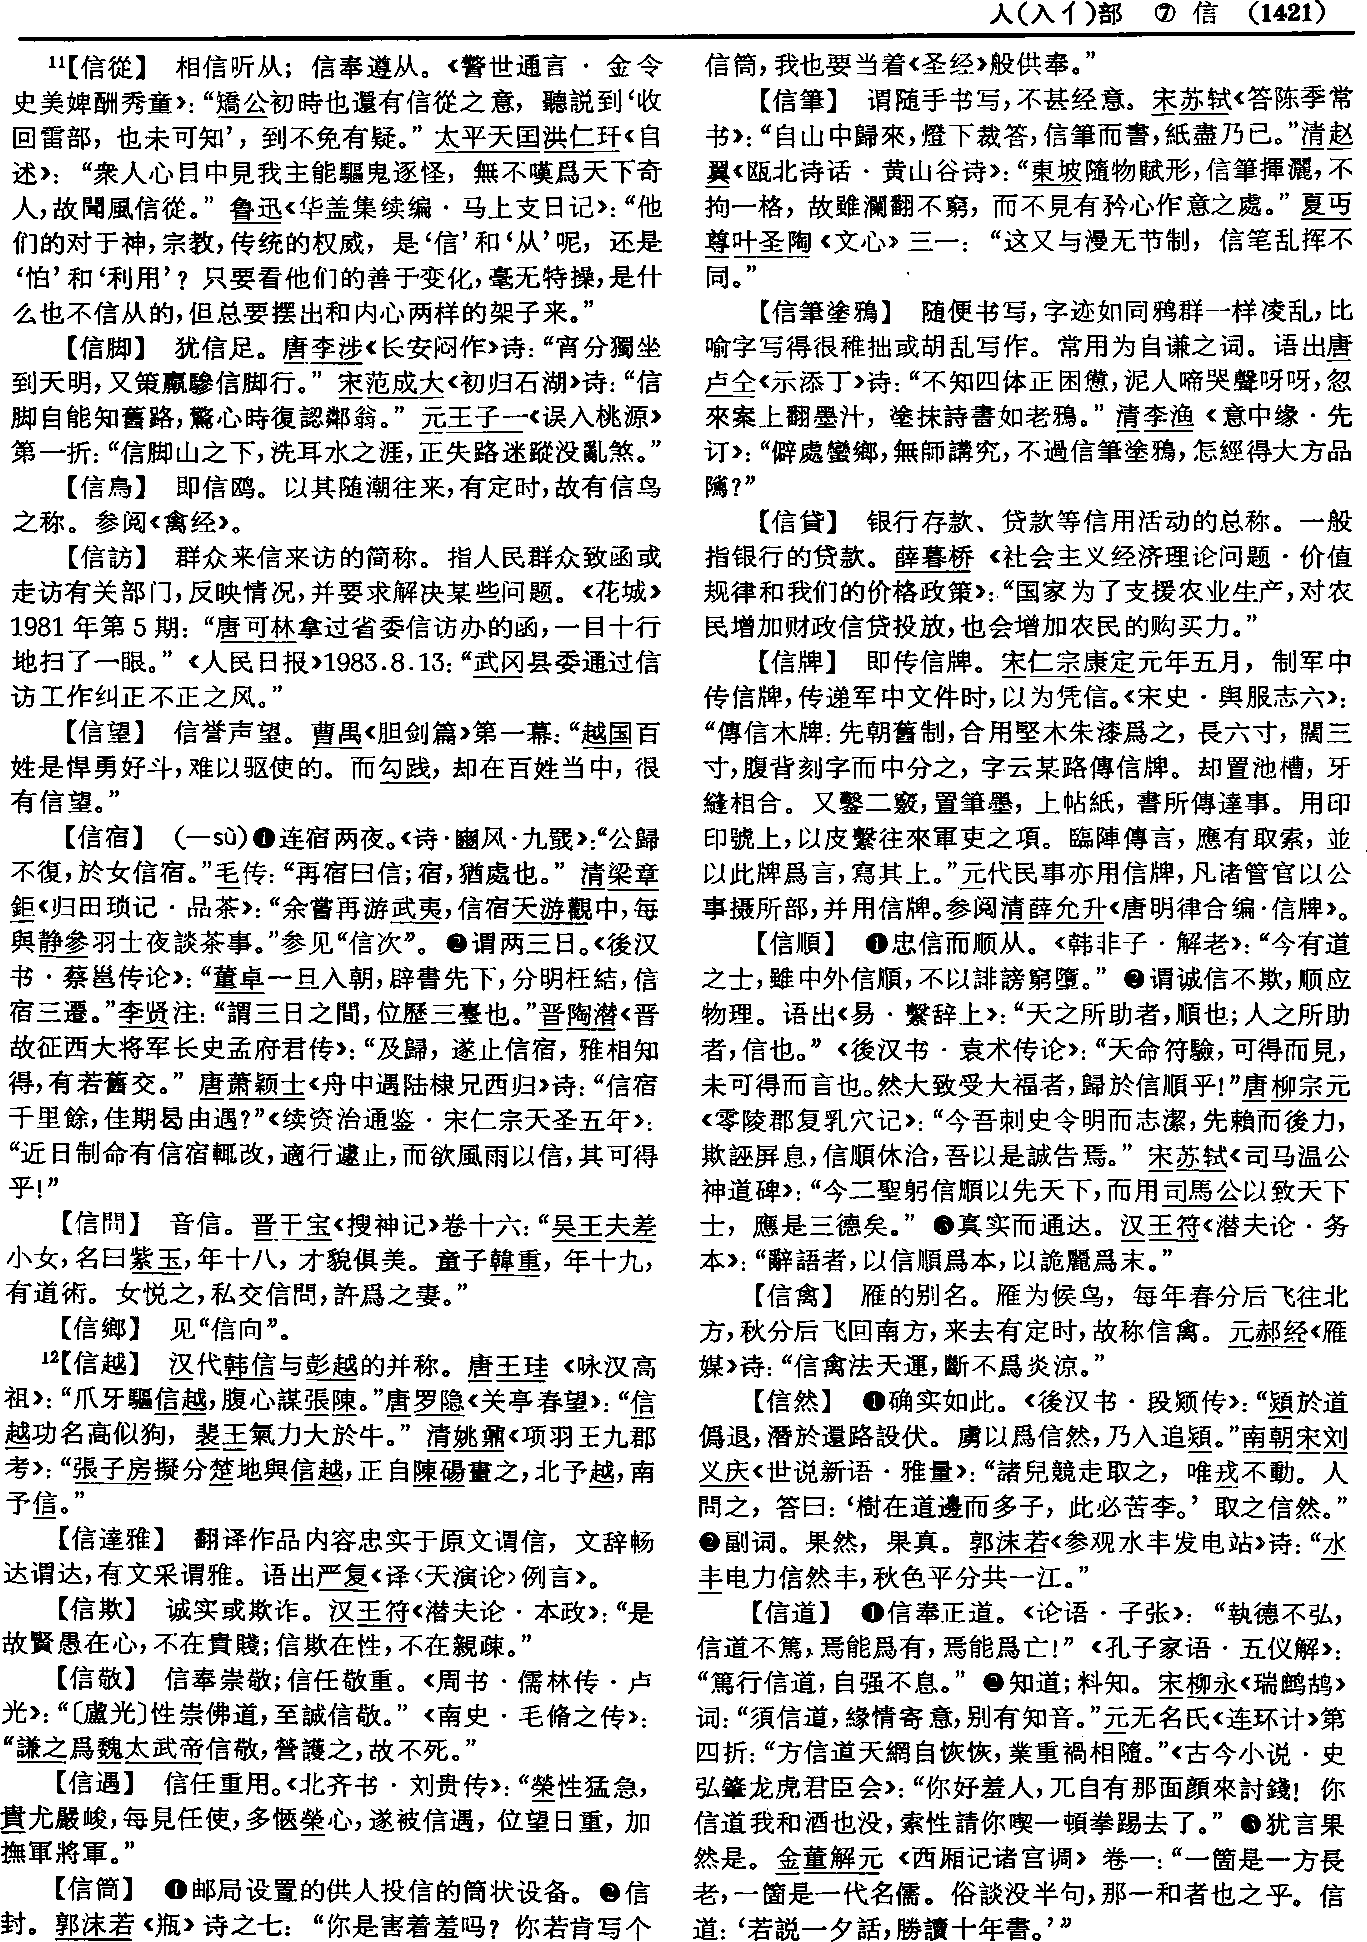 人(入亻)部 ⑦ 信 (1421)
¹¹【信從】 相信听从；信奉遵从。《警世通言·金令
史美婢酬秀童》：“矯公初時也還有信從之意，聽説到‘收
回雷部，也未可知’，到不免有疑。”太平天国洪仁玕《自
述》：“衆人心目中見我主能驅鬼逐怪，無不嘆爲天下奇
人，故聞風信從。”鲁迅《华盖集续编·马上支日记》：“他
们的对于神，宗教，传统的权威，是‘信’和‘从’呢，还是
‘怕’和‘利用’？只要看他们的善于变化，毫无特操，是什
么也不信从的，但总要摆出和内心两样的架子来。”
【信脚】 犹信足。唐李涉《长安闷作》诗：“宵分獨坐
到天明，又策羸驂信脚行。”宋范成大《初归石湖》诗：“信
脚自能知舊路，驚心時復認鄰翁。”元王子一《误入桃源》
第一折：“信脚山之下，洗耳水之涯，正失路迷蹤没亂煞。”
【信鳥】 即信鸥。以其随潮往来，有定时，故有信鸟
之称。参阅《禽经》。
【信訪】 群众来信来访的简称。指人民群众致函或
走访有关部门，反映情况，并要求解决某些问题。《花城》
1981年第5期：“唐可林拿过省委信访办的函，一目十行
地扫了一眼。”《人民日报》1983.8.13：“武冈县委通过信
访工作纠正不正之风。”
【信望】 信誉声望。曹禺《胆剑篇》第一幕：“越国百
姓是悍勇好斗，难以驱使的。而勾践，却在百姓当中，很
有信望。”
【信宿】 （—sù）❶连宿两夜。《诗·豳风·九罭》：“公歸
不復，於女信宿。”毛传：“再宿曰信；宿，猶處也。”清梁章
鉅《归田琐记·品茶》：“余嘗再游武夷，信宿天游觀中，每
與静參羽士夜談茶事。”参见“信次”。❷谓两三日。《後汉
书·蔡邕传论》：“董卓一旦入朝，辟書先下，分明枉結，信
宿三遷。”李贤注：“謂三日之間，位歷三臺也。”晋陶潜《晋
故征西大将军长史孟府君传》：“及歸，遂止信宿，雅相知
得，有若舊交。”唐萧颖士《舟中遇陆棣兄西归》诗：“信宿
千里餘，佳期曷由遇？”《续资治通鉴·宋仁宗天圣五年》：
“近日制命有信宿輒改，適行遽止，而欲風雨以信，其可得
乎！”
【信問】 音信。晋干宝《搜神记》卷十六：“吴王夫差
小女，名曰紫玉，年十八，才貌俱美。童子韓重，年十九，
有道術。女悦之，私交信問，許爲之妻。”
【信鄉】 见“信向”。
¹²【信越】 汉代韩信与彭越的并称。唐王珪《咏汉高
祖》：“爪牙驅信越，腹心謀張陳。”唐罗隐《关亭春望》：“信
越功名高似狗，裴王氣力大於牛。”清姚鼐《项羽王九郡
考》：“張子房擬分楚地與信越，正自陳碭畫之，北予越，南
予信。”
【信達雅】 翻译作品内容忠实于原文谓信，文辞畅
达谓达，有文采谓雅。语出严复《译〈天演论〉例言》。
【信欺】 诚实或欺诈。汉王符《潜夫论·本政》：“是
故賢愚在心，不在貴賤；信欺在性，不在親疎。”
【信敬】 信奉崇敬；信任敬重。《周书·儒林传·卢
光》：“〔盧光〕性崇佛道，至誠信敬。”《南史·毛脩之传》：
“謙之爲魏太武帝信敬，營護之，故不死。”
【信遇】 信任重用。《北齐书·刘贵传》：“榮性猛急，
貴尤嚴峻，每見任使，多愜榮心，遂被信遇，位望日重，加
撫軍將軍。”
【信筒】 ❶邮局设置的供人投信的筒状设备。❷信
封。郭沫若《瓶》诗之七：“你是害着羞吗？你若肯写个
信筒，我也要当着《圣经》般供奉。”
【信筆】 谓随手书写，不甚经意。宋苏轼《答陈季常
书》：“自山中歸來，燈下裁答，信筆而書，紙盡乃已。”清赵
翼《瓯北诗话·黄山谷诗》：“東坡隨物賦形，信筆揮灑，不
拘一格，故雖瀾翻不窮，而不見有矜心作意之處。”夏丏
尊叶圣陶《文心》三一：“这又与漫无节制，信笔乱挥不
同。”
【信筆塗鴉】 随便书写，字迹如同鸦群一样凌乱，比
喻字写得很稚拙或胡乱写作。常用为自谦之词。语出唐
卢仝《示添丁》诗：“不知四体正困憊，泥人啼哭聲呀呀，忽
來案上翻墨汁，塗抹詩書如老鴉。”清李渔《意中缘·先
订》：“僻處蠻鄉，無師講究，不過信筆塗鴉，怎經得大方品
隲？”
【信貸】 银行存款、贷款等信用活动的总称。一般
指银行的贷款。薛暮桥《社会主义经济理论问题·价值
规律和我们的价格政策》：“国家为了支援农业生产，对农
民增加财政信贷投放，也会增加农民的购买力。”
【信牌】 即传信牌。宋仁宗康定元年五月，制军中
传信牌，传递军中文件时，以为凭信。《宋史·舆服志六》：
“傳信木牌：先朝舊制，合用堅木朱漆爲之，長六寸，闊三
寸，腹背刻字而中分之，字云某路傳信牌。却置池槽，牙
縫相合。又鑿二竅，置筆墨，上帖紙，書所傳達事。用印
印號上，以皮繫往來軍吏之項。臨陣傳言，應有取索，並
以此牌爲言，寫其上。”元代民事亦用信牌，凡诸管官以公
事摄所部，并用信牌。参阅清薛允升《唐明律合编·信牌》。
【信順】 ❶忠信而顺从。《韩非子·解老》：“今有道
之士，雖中外信順，不以誹謗窮墮。”❷谓诚信不欺，顺应
物理。语出《易·繫辞上》：“天之所助者，順也；人之所助
者，信也。”《後汉书·袁术传论》：“天命符驗，可得而見，
未可得而言也。然大致受大福者，歸於信順乎！”唐柳宗元
《零陵郡复乳穴记》：“今吾刺史令明而志潔，先賴而後力，
欺誣屏息，信順休洽，吾以是誠告焉。”宋苏轼《司马温公
神道碑》：“今二聖躬信順以先天下，而用司馬公以致天下
士，應是三德矣。”❸真实而通达。汉王符《潜夫论·务
本》：“辭語者，以信順爲本，以詭麗爲末。”
【信禽】 雁的别名。雁为候鸟，每年春分后飞往北
方，秋分后飞回南方，来去有定时，故称信禽。元郝经《雁
媒》诗：“信禽法天運，斷不爲炎凉。”
【信然】 ❶确实如此。《後汉书·段颎传》：“熲於道
僞退，潛於還路設伏。虜以爲信然，乃入追熲。”南朝宋刘
义庆《世说新语·雅量》：“諸兒競走取之，唯戎不動。人
問之，答曰：‘樹在道邊而多子，此必苦李。’取之信然。”
❷副词。果然，果真。郭沫若《参观水丰发电站》诗：“水
丰电力信然丰，秋色平分共一江。”
【信道】 ❶信奉正道。《论语·子张》：“執德不弘，
信道不篤，焉能爲有，焉能爲亡！”《孔子家语·五仪解》：
“篤行信道，自强不息。”❷知道；料知。宋柳永《瑞鹧鸪》
词：“須信道，緣情寄意，别有知音。”元无名氏《连环计》第
四折：“方信道天網自恢恢，業重禍相隨。”《古今小说·史
弘肇龙虎君臣会》：“你好羞人，兀自有那面顔來討錢！你
信道我和酒也没，索性請你喫一頓拳踢去了。”❸犹言果
然是。金董解元《西厢记诸宫调》卷一：“一箇是一方長
老，一箇是一代名儒。俗談没半句，那一和者也之乎。信
道：‘若説一夕話，勝讀十年書。’”